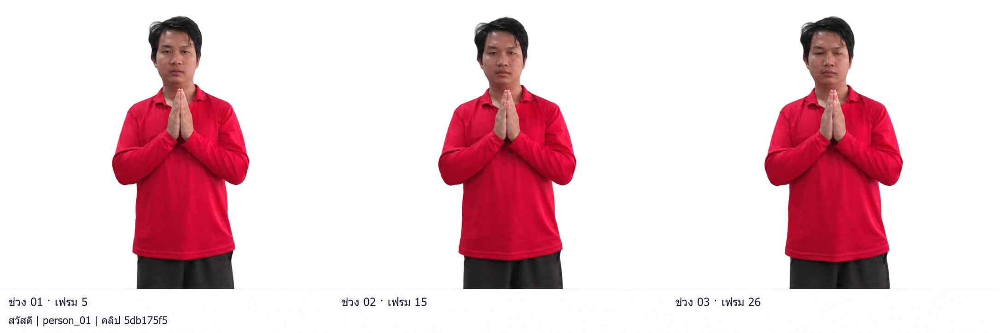 ช่วง 01 · เฟรม 5
ช่วง 02 · เฟรม 15
ช่วง 03 · เฟรม 26
สวัสดี | person_01 | คลิป 5db175f5